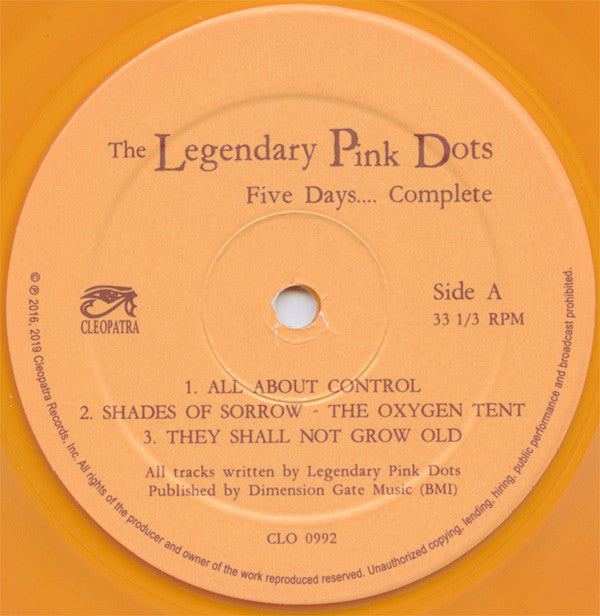 The Legendary Pink Dots
Five Days.... Complete
CLEOPATRA
Side A
33 1/3 RPM
1. ALL ABOUT CONTROL
2. SHADES OF SORROW - THE OXYGEN TENT
3. THEY SHALL NOT GROW OLD
All tracks written by Legendary Pink Dots
Published by Dimension Gate Music (BMI)
CLO 0992
© ℗ 2016, 2019 Cleopatra Records, Inc. All rights of the producer and owner of the work reproduced reserved. Unauthorized copying, lending, hiring, public performance and broadcast prohibited.